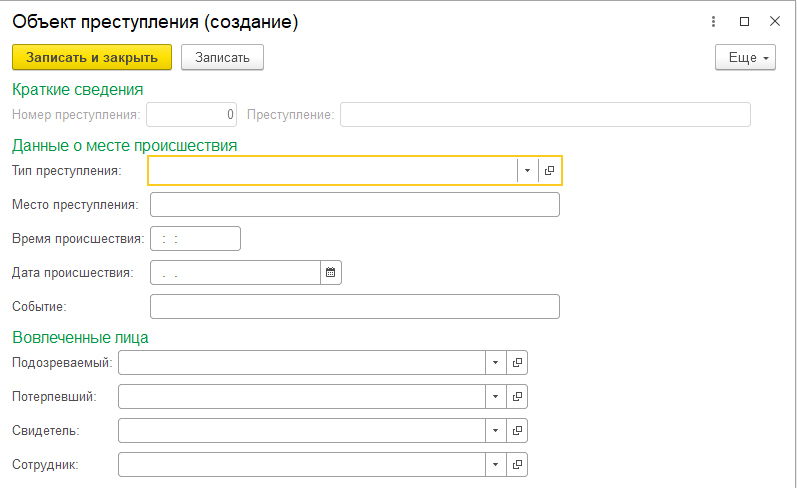 Объект преступления (создание)
Записать и закрыть Записать Еще
Краткие сведения
Номер преступления: 0 Преступление:
Данные о месте происшествия
Тип преступления:
Место преступления:
Время происшествия: : :
Дата происшествия: . .
Событие:
Вовлеченные лица
Подозреваемый:
Потерпевший:
Свидетель:
Сотрудник: